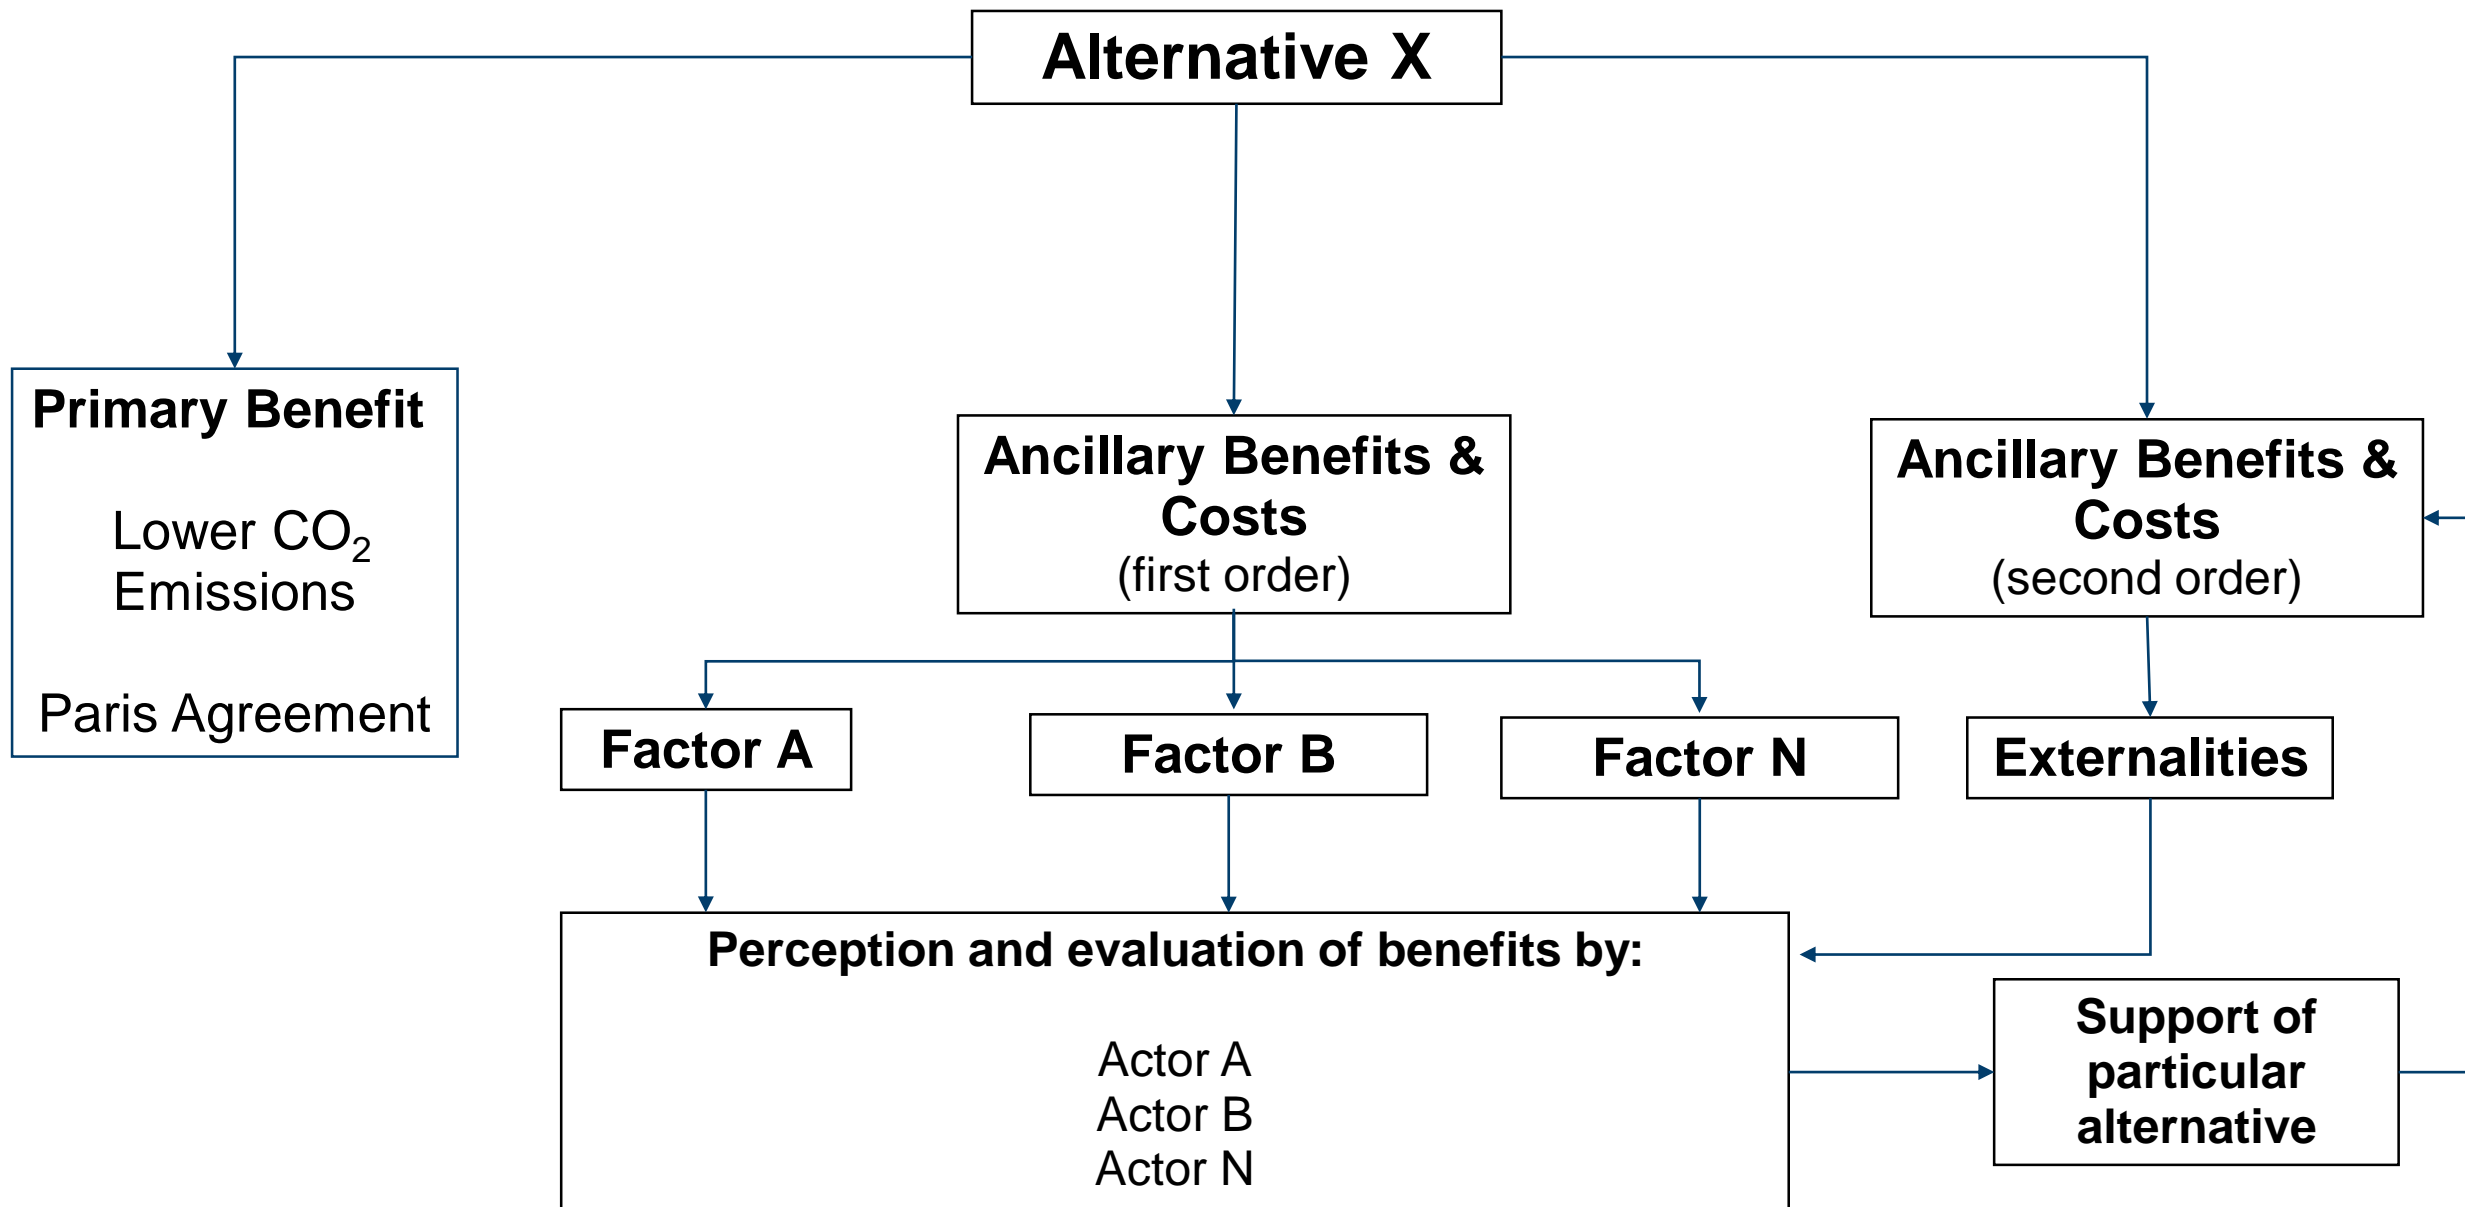 Alternative X
Primary Benefit
Lower CO₂
Emissions
Paris Agreement
Ancillary Benefits &
Costs
(first order)
Ancillary Benefits &
Costs
(second order)
Factor A
Factor B
Factor N
Externalities
Perception and evaluation of benefits by:
Actor A
Actor B
Actor N
Support of
particular
alternative